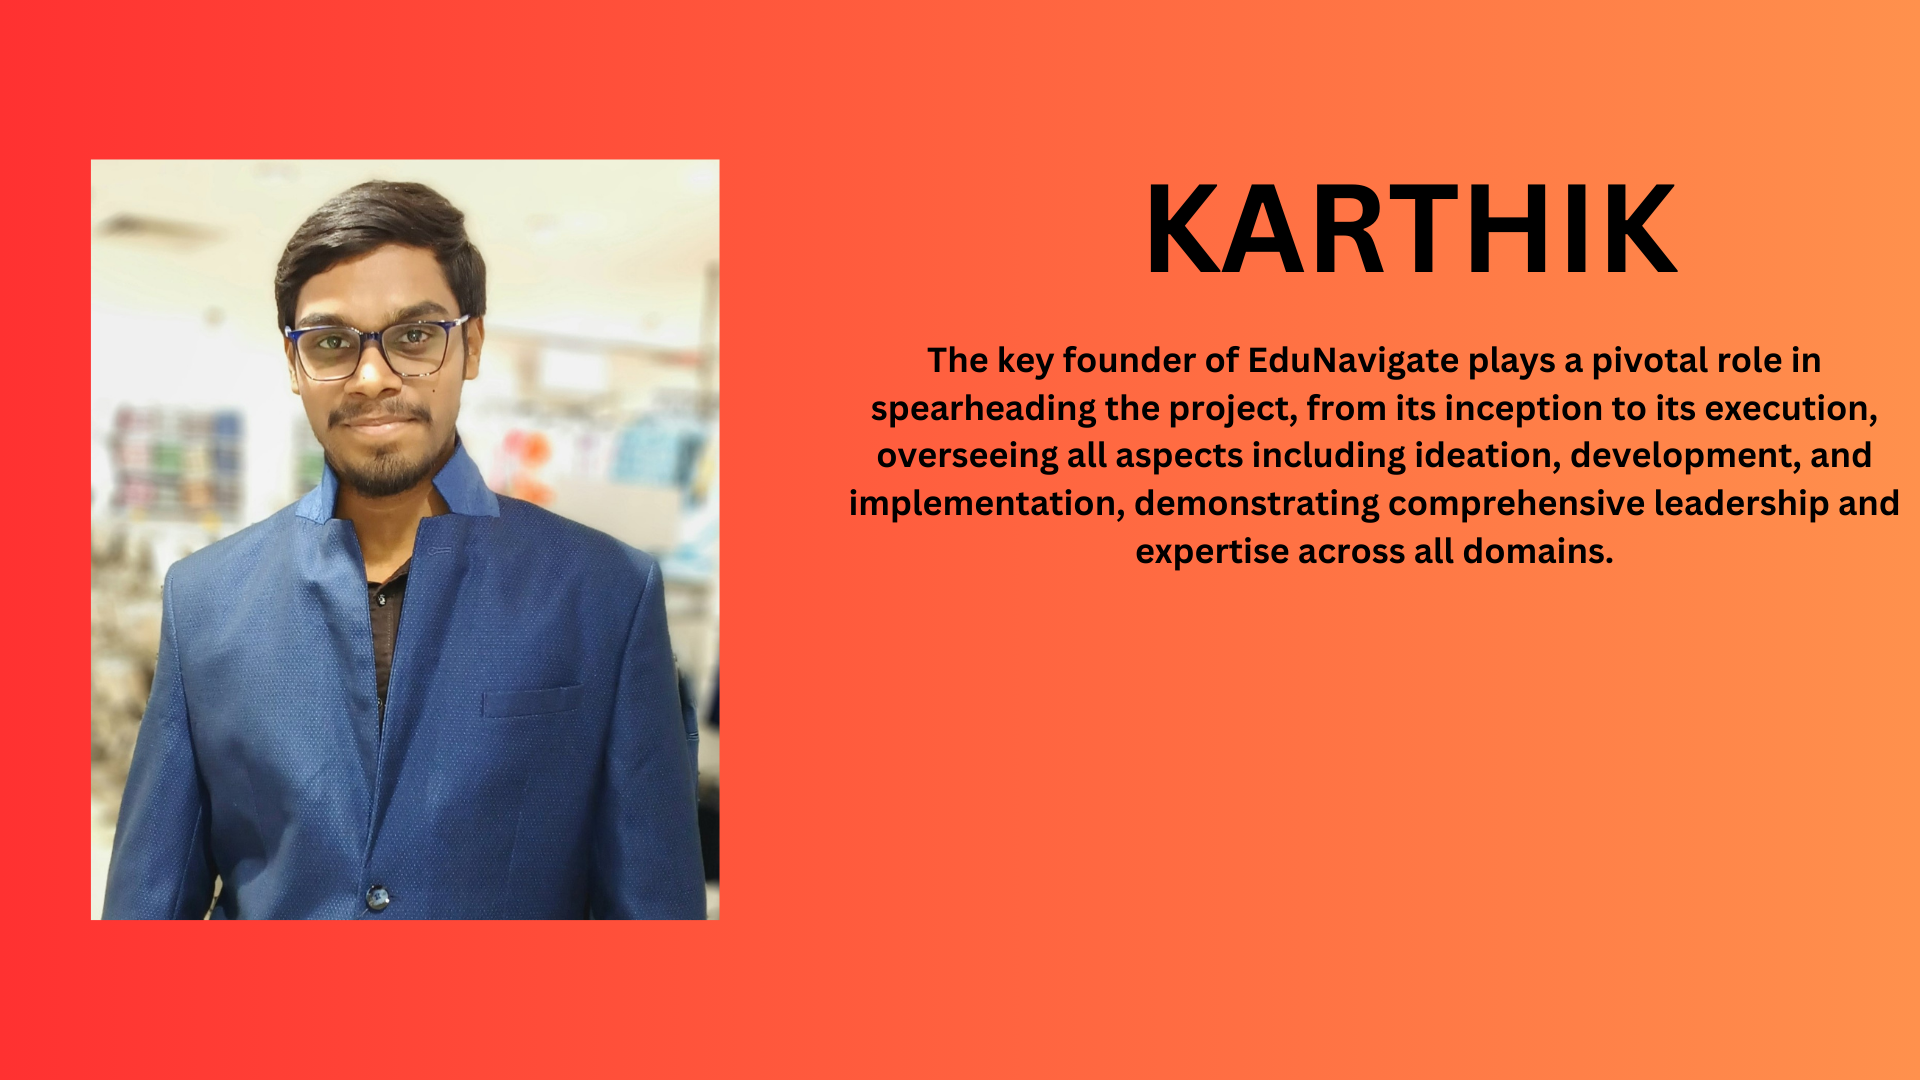 KARTHIK
The key founder of EduNavigate plays a pivotal role in
spearheading the project, from its inception to its execution,
overseeing all aspects including ideation, development, and
implementation, demonstrating comprehensive leadership and
expertise across all domains.